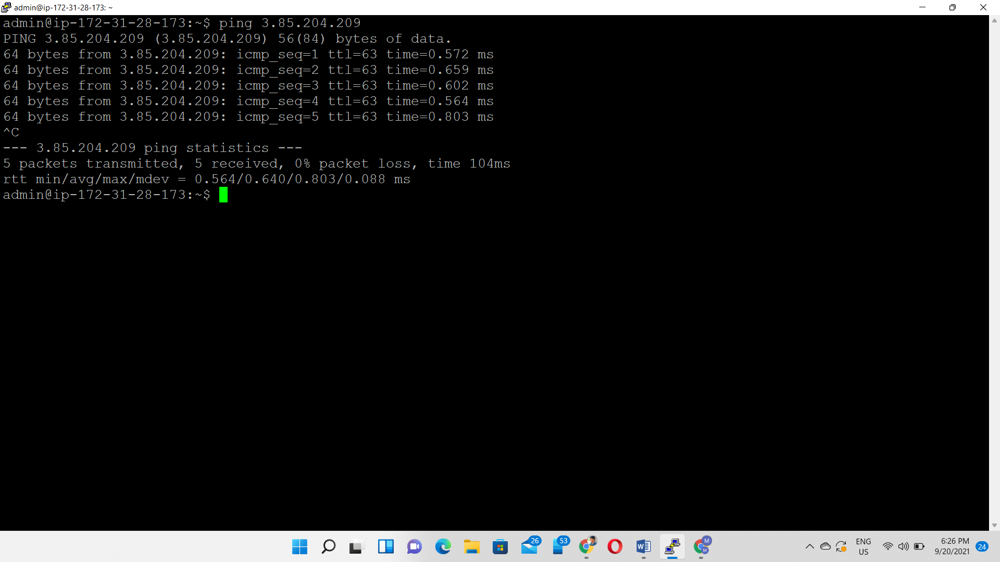 admin@ip-172-31-28-173: ~
admin@ip-172-31-28-173:~$ ping 3.85.204.209
PING 3.85.204.209 (3.85.204.209) 56(84) bytes of data.
64 bytes from 3.85.204.209: icmp_seq=1 ttl=63 time=0.572 ms
64 bytes from 3.85.204.209: icmp_seq=2 ttl=63 time=0.659 ms
64 bytes from 3.85.204.209: icmp_seq=3 ttl=63 time=0.602 ms
64 bytes from 3.85.204.209: icmp_seq=4 ttl=63 time=0.564 ms
64 bytes from 3.85.204.209: icmp_seq=5 ttl=63 time=0.803 ms
^C
--- 3.85.204.209 ping statistics ---
5 packets transmitted, 5 received, 0% packet loss, time 104ms
rtt min/avg/max/mdev = 0.564/0.640/0.803/0.088 ms
admin@ip-172-31-28-173:~$
26
53
W
M
M
ENG
US
6:26 PM
9/20/2021
24